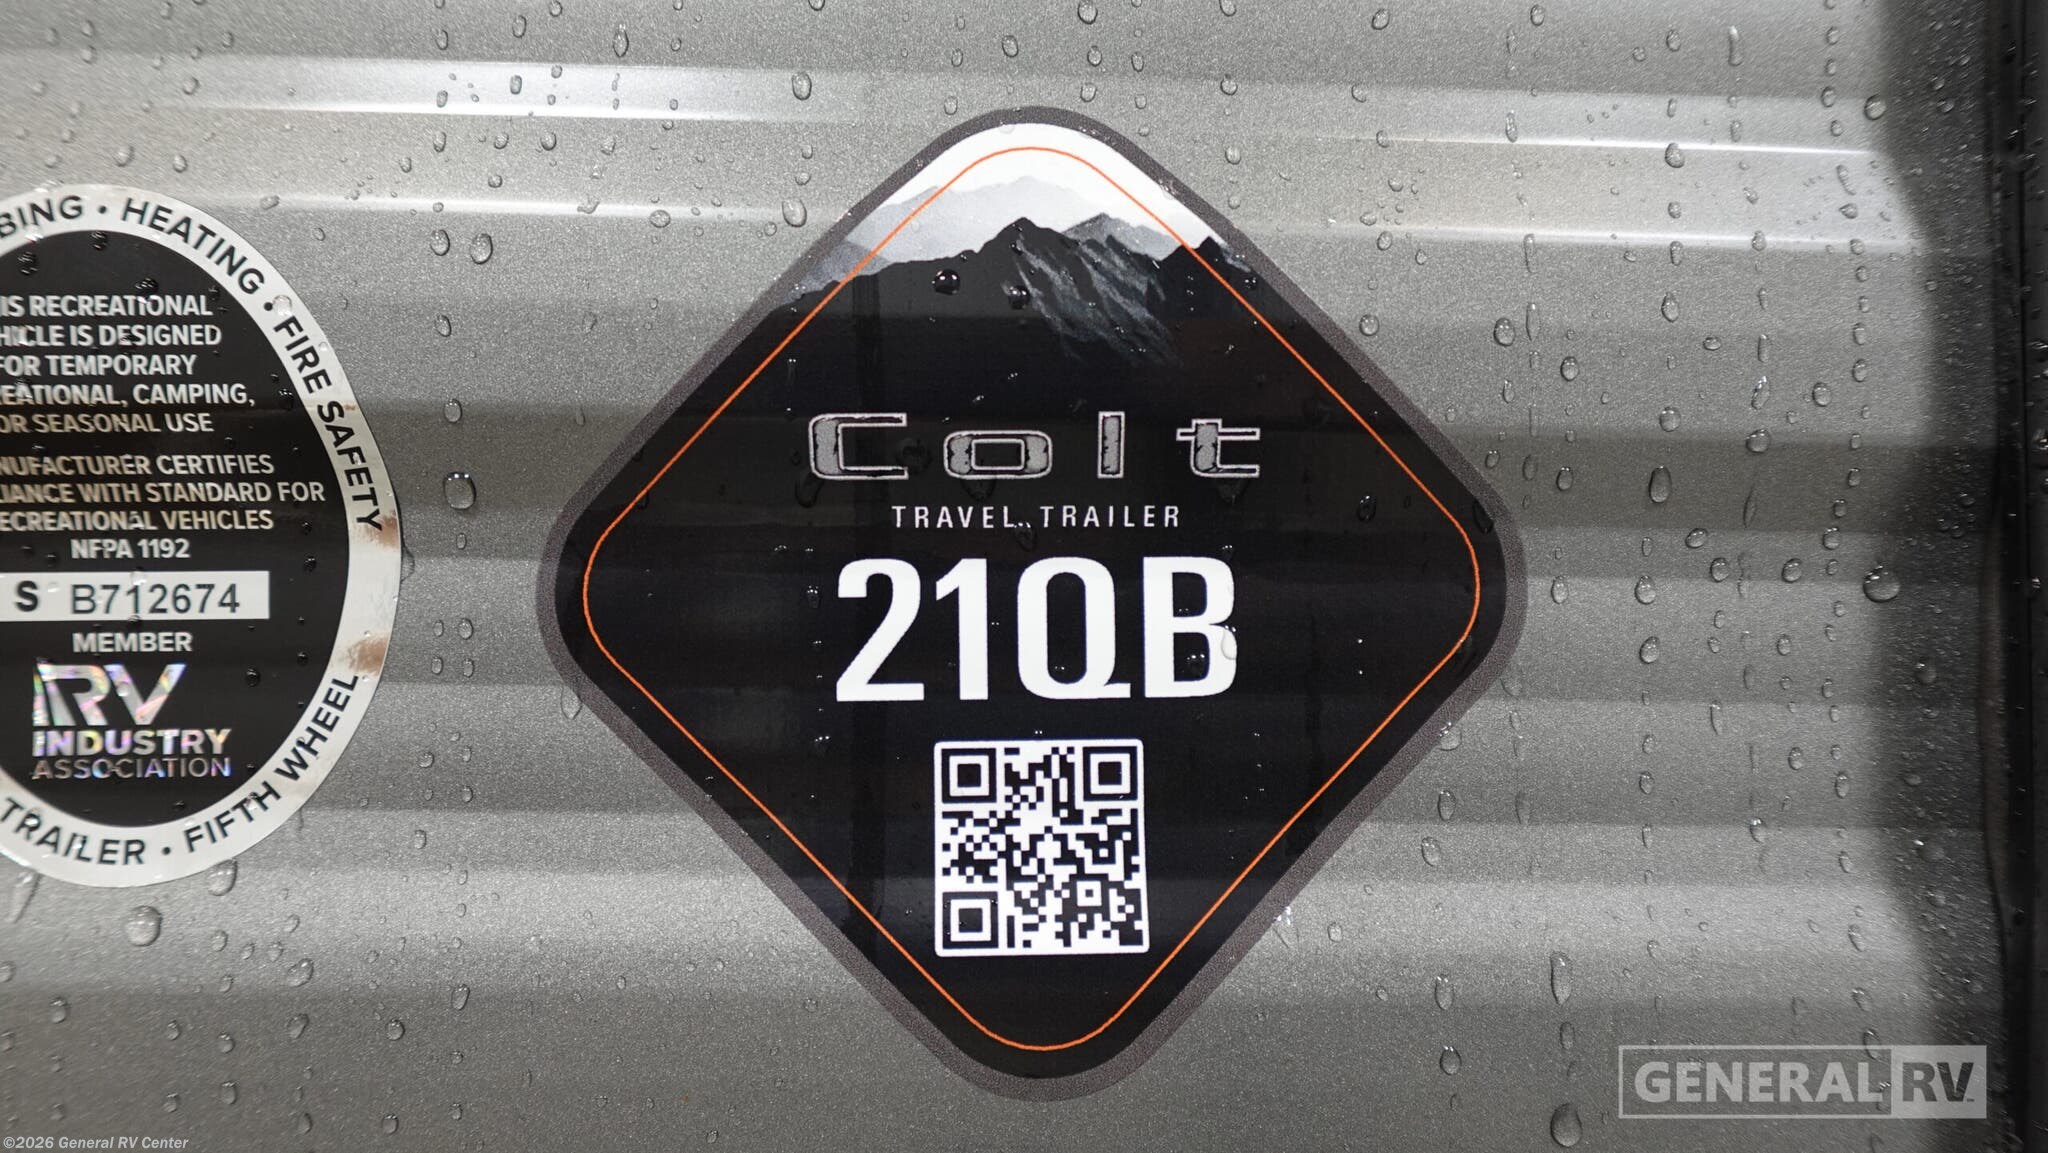 BING • HEATING • FIRE SAFETY
IS RECREATIONAL
HICLE IS DESIGNED
FOR TEMPORARY
EATIONAL, CAMPING,
OR SEASONAL USE
NUFACTURER CERTIFIES
LIANCE WITH STANDARD FOR
ECREATIONAL VEHICLES
NFPA 1192
S B712674
MEMBER
RV
INDUSTRY
ASSOCIATION
TRAILER • FIFTH WHEEL
Colt
TRAVEL TRAILER
21QB
GENERAL RV
©2026 General RV Center